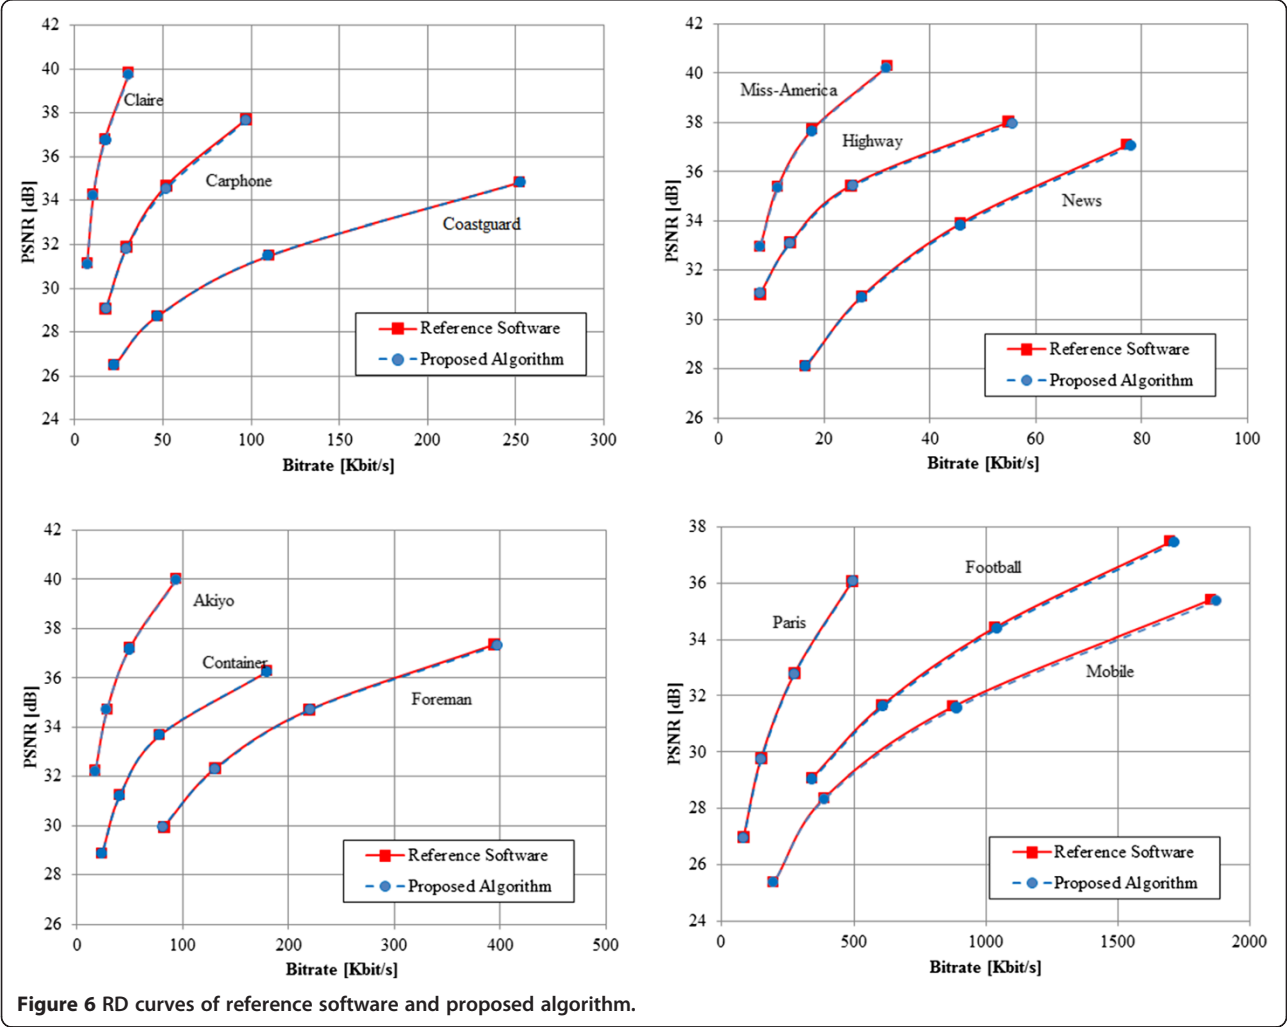 42
40
38
36
34
32
30
28
26
24
PSNR [dB]
Claire
Carphone
Coastguard
Reference Software
Proposed Algorithm
0 50 100 150 200 250 300
Bitrate [Kbit/s]
42
40
38
36
34
32
30
28
26
PSNR [dB]
Miss-America
Highway
News
Reference Software
Proposed Algorithm
0 20 40 60 80 100
Bitrate [Kbit/s]
42
40
38
36
34
32
30
28
26
PSNR [dB]
Akiyo
Container
Foreman
Reference Software
Proposed Algorithm
0 100 200 300 400 500
Bitrate [Kbit/s]
38
36
34
32
30
28
26
24
PSNR [dB]
Football
Paris
Mobile
Reference Software
Proposed Algorithm
0 500 1000 1500 2000
Bitrate [Kbit/s]
Figure 6 RD curves of reference software and proposed algorithm.